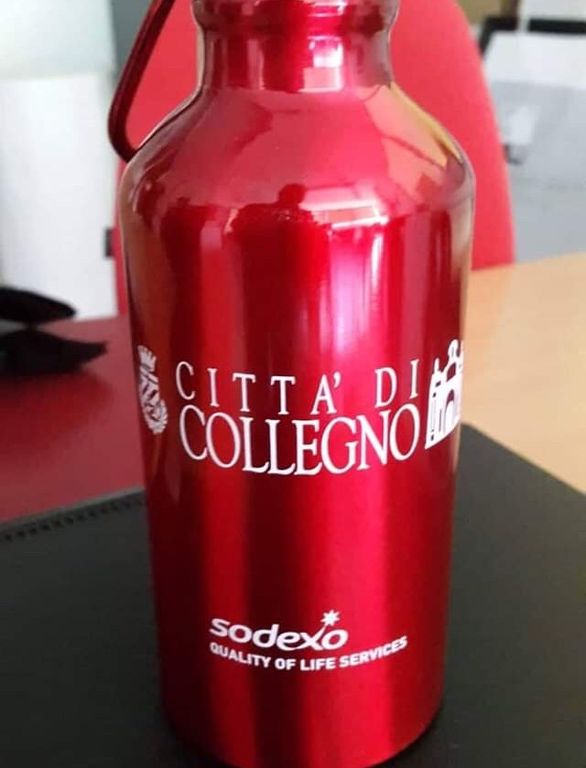 CITTA' DI
COLLEGNO
sodexo
QUALITY OF LIFE SERVICES